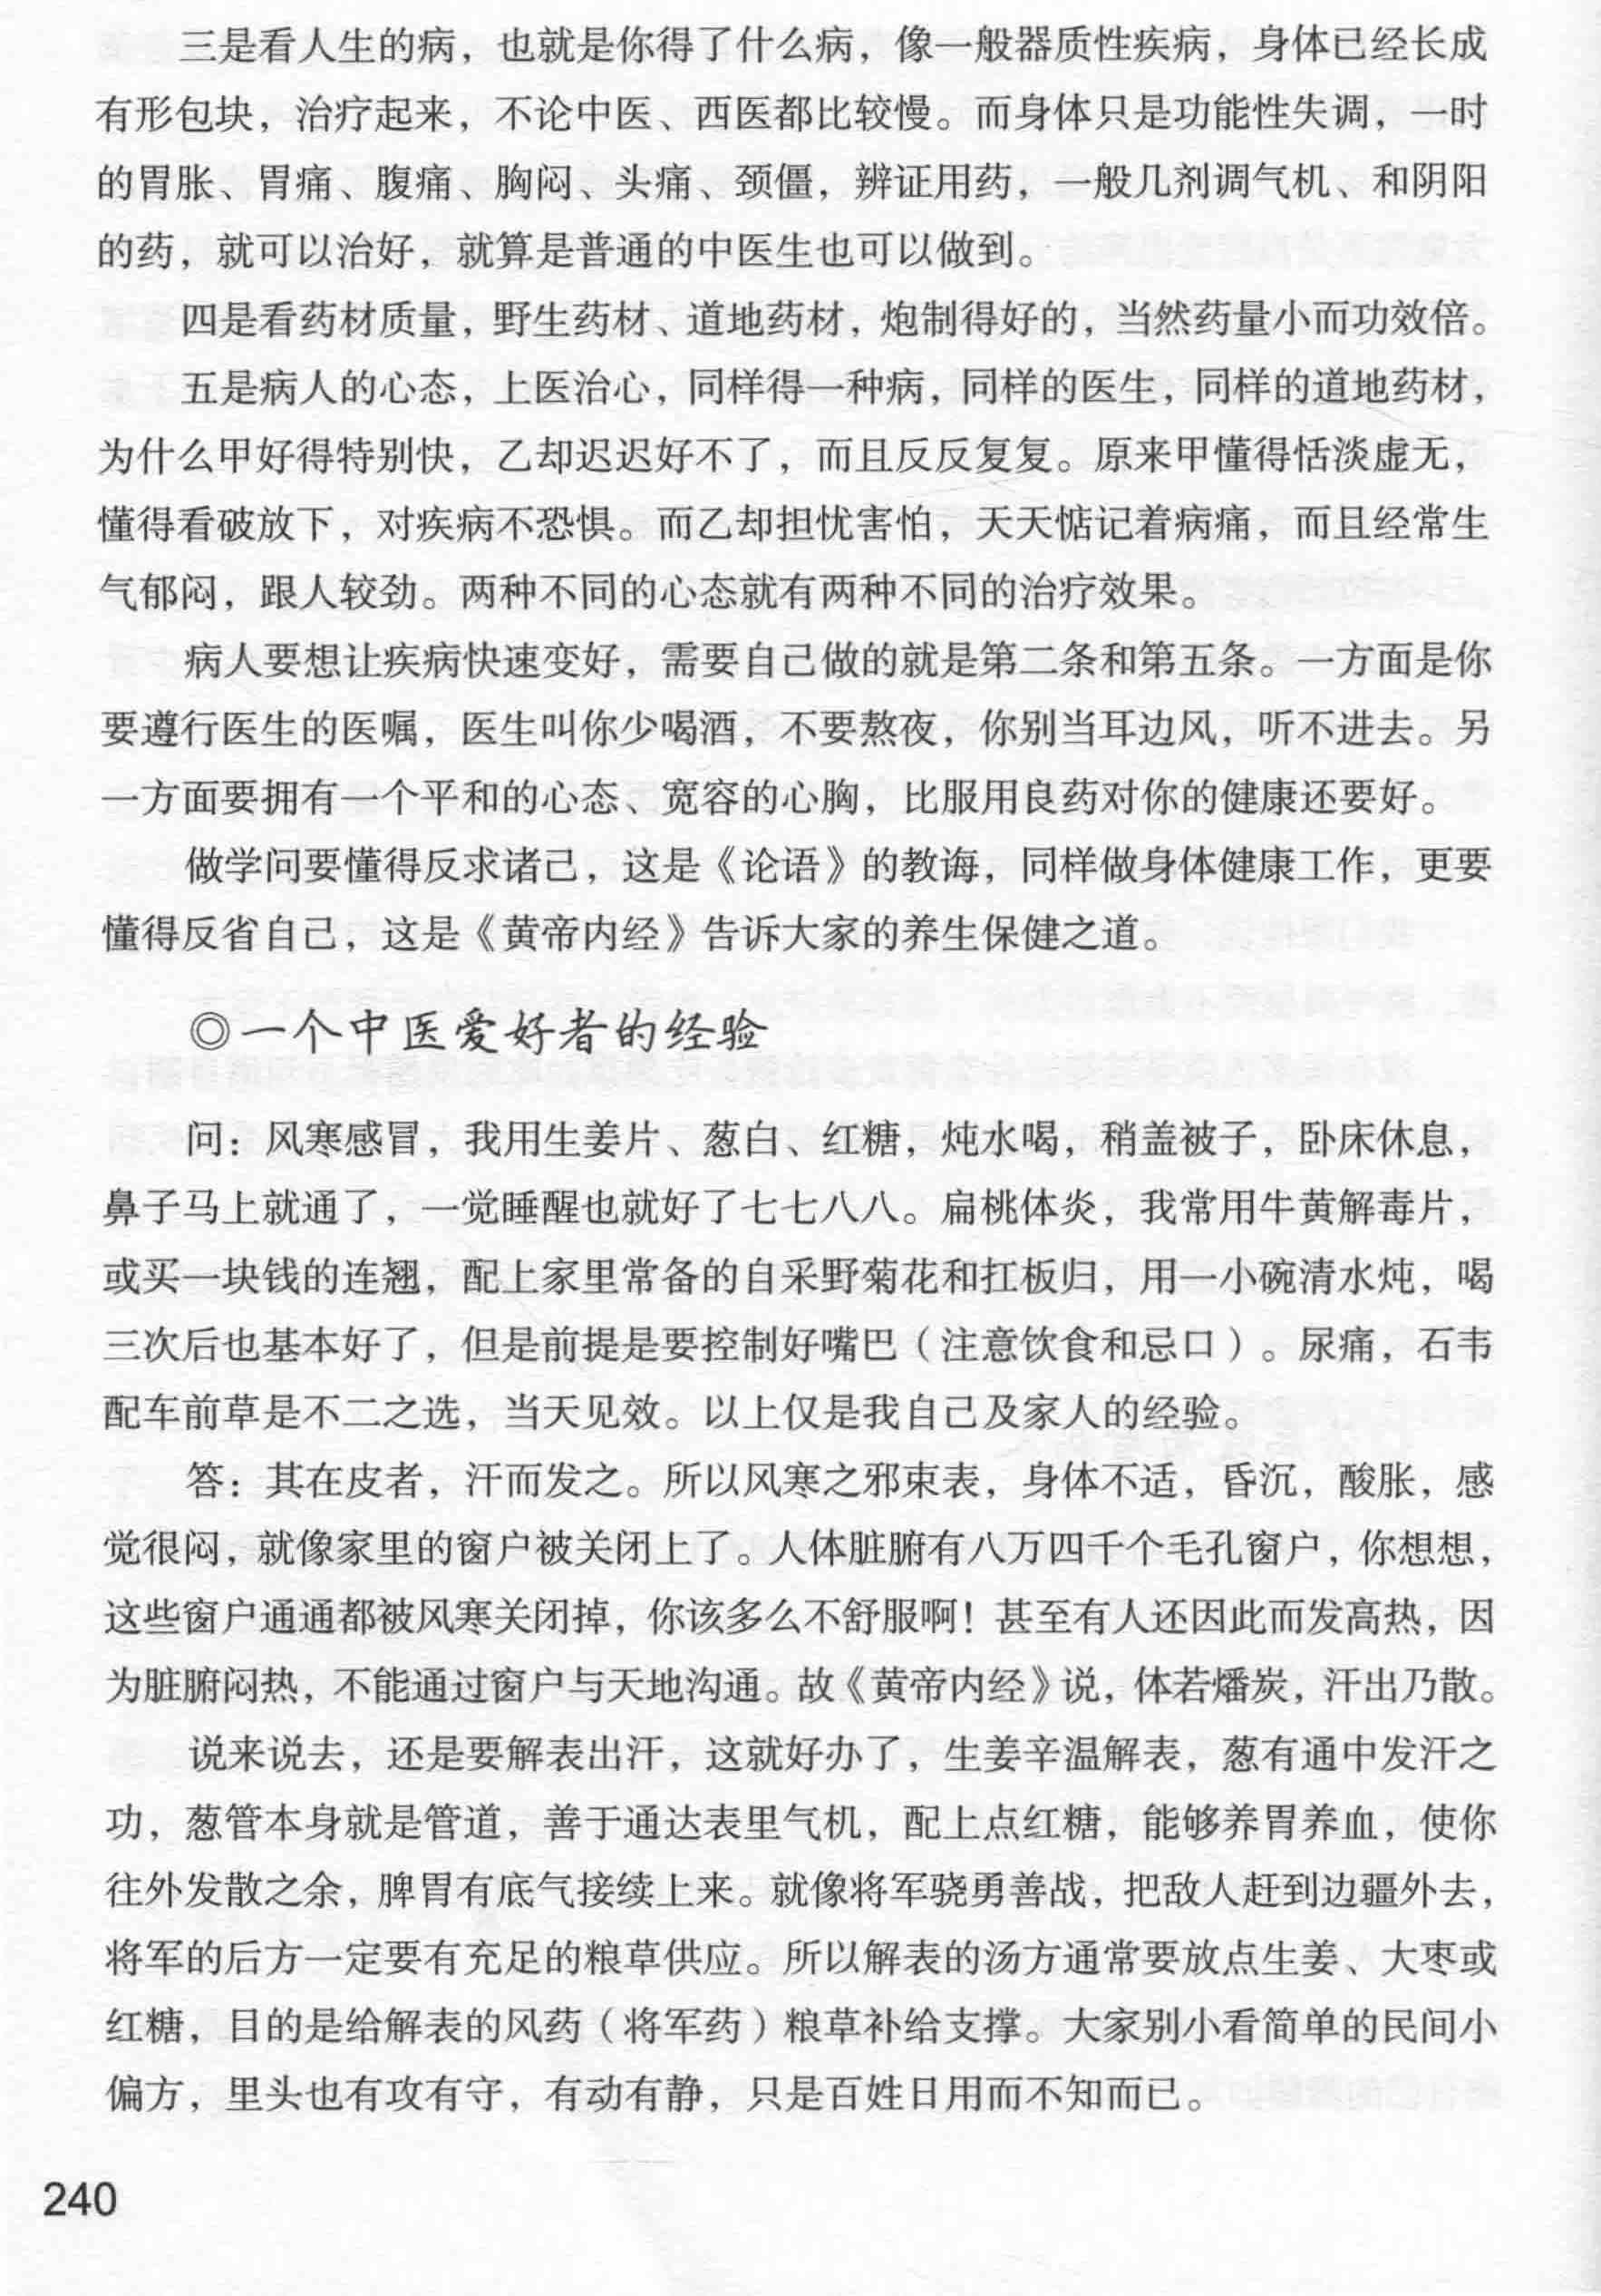 三是看人生的病，也就是你得了什么病，像一般器质性疾病，身体已经长成
有形包块，治疗起来，不论中医、西医都比较慢。而身体只是功能性失调，一时
的胃胀、胃痛、腹痛、胸闷、头痛、颈僵，辨证用药，一般几剂调气机、和阴阳
的药，就可以治好，就算是普通的中医生也可以做到。
四是看药材质量，野生药材、道地药材，炮制得好的，当然药量小而功效倍。
五是病人的心态，上医治心，同样得一种病，同样的医生，同样的道地药材，
为什么甲好得特别快，乙却迟迟好不了，而且反反复复。原来甲懂得恬淡虚无，
懂得看破放下，对疾病不恐惧。而乙却担忧害怕，天天惦记着病痛，而且经常生
气郁闷，跟人较劲。两种不同的心态就有两种不同的治疗效果。
病人要想让疾病快速变好，需要自己做的就是第二条和第五条。一方面是你
要遵行医生的医嘱，医生叫你少喝酒，不要熬夜，你别当耳边风，听不进去。另
一方面要拥有一个平和的心态、宽容的心胸，比服用良药对你的健康还要好。
做学问要懂得反求诸己，这是《论语》的教诲，同样做身体健康工作，更要
懂得反省自己，这是《黄帝内经》告诉大家的养生保健之道。
◎一个中医爱好者的经验
问：风寒感冒，我用生姜片、葱白、红糖，炖水喝，稍盖被子，卧床休息，
鼻子马上就通了，一觉睡醒也就好了七七八八。扁桃体炎，我常用牛黄解毒片，
或买一块钱的连翘，配上家里常备的自采野菊花和扛板归，用一小碗清水炖，喝
三次后也基本好了，但是前提是要控制好嘴巴（注意饮食和忌口）。尿痛，石韦
配车前草是不二之选，当天见效。以上仅是我自己及家人的经验。
答：其在皮者，汗而发之。所以风寒之邪束表，身体不适，昏沉，酸胀，感
觉很闷，就像家里的窗户被关闭上了。人体脏腑有八万四千个毛孔窗户，你想想，
这些窗户通通都被风寒关闭掉，你该多么不舒服啊！甚至有人还因此而发高热，因
为脏腑闷热，不能通过窗户与天地沟通。故《黄帝内经》说，体若燔炭，汗出乃散。
说来说去，还是要解表出汗，这就好办了，生姜辛温解表，葱有通中发汗之
功，葱管本身就是管道，善于通达表里气机，配上点红糖，能够养胃养血，使你
往外发散之余，脾胃有底气接续上来。就像将军骁勇善战，把敌人赶到边疆外去，
将军的后方一定要有充足的粮草供应。所以解表的汤方通常要放点生姜、大枣或
红糖，目的是给解表的风药（将军药）粮草补给支撑。大家别小看简单的民间小
偏方，里头也有攻有守，有动有静，只是百姓日用而不知而已。
240